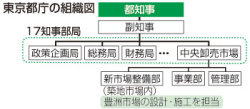 東京都庁の組織図
都知事
17知事部局
副知事
政策企画局 総務局 財務局 … 中央卸売市場
新市場整備部 事業部 管理部
(築地市場内)
豊洲市場の設計・施工を担当